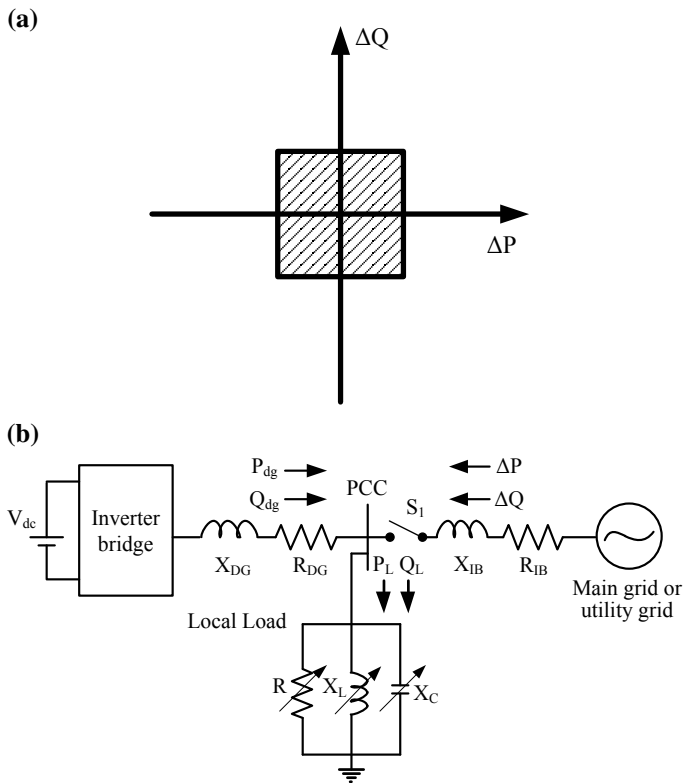 (a)
ΔQ
ΔP
(b)
P_dg
Q_dg
PCC
S_1
ΔP
ΔQ
V_dc
Inverter
bridge
X_DG
R_DG
P_L Q_L
X_IB
R_IB
Main grid or
utility grid
Local Load
R
X_L
X_C